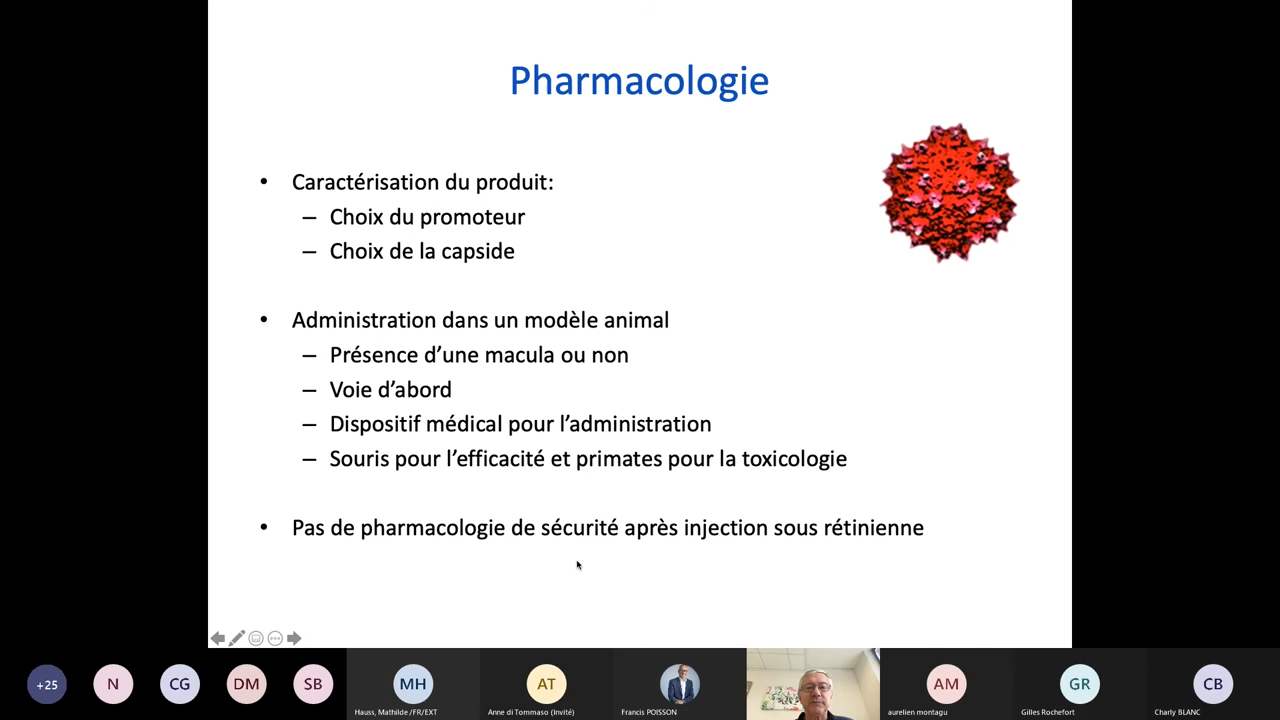 Pharmacologie
• Caractérisation du produit:
– Choix du promoteur
– Choix de la capside
• Administration dans un modèle animal
– Présence d’une macula ou non
– Voie d’abord
– Dispositif médical pour l’administration
– Souris pour l’efficacité et primates pour la toxicologie
• Pas de pharmacologie de sécurité après injection sous rétinienne
+25
N
CG
DM
SB
MH
AT
AM
GR
CB
Hauss, Mathilde /FR/EXT
Anne di Tommaso (Invité)
Francis POISSON
aurelien montagu
Gilles Rochefort
Charly BLANC